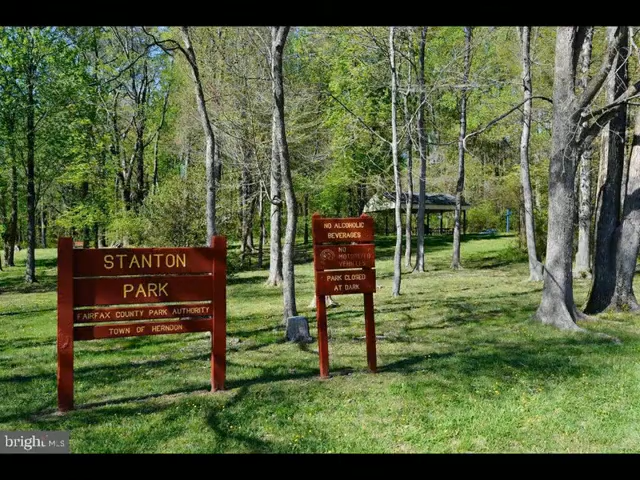 STANTON
PARK
FAIRFAX COUNTY PARK AUTHORITY
TOWN OF HERNDON
NO ALCOHOLIC
BEVERAGES
NO
MOTORIZED
VEHICLES
PARK CLOSED
AT DARK
bright MLS